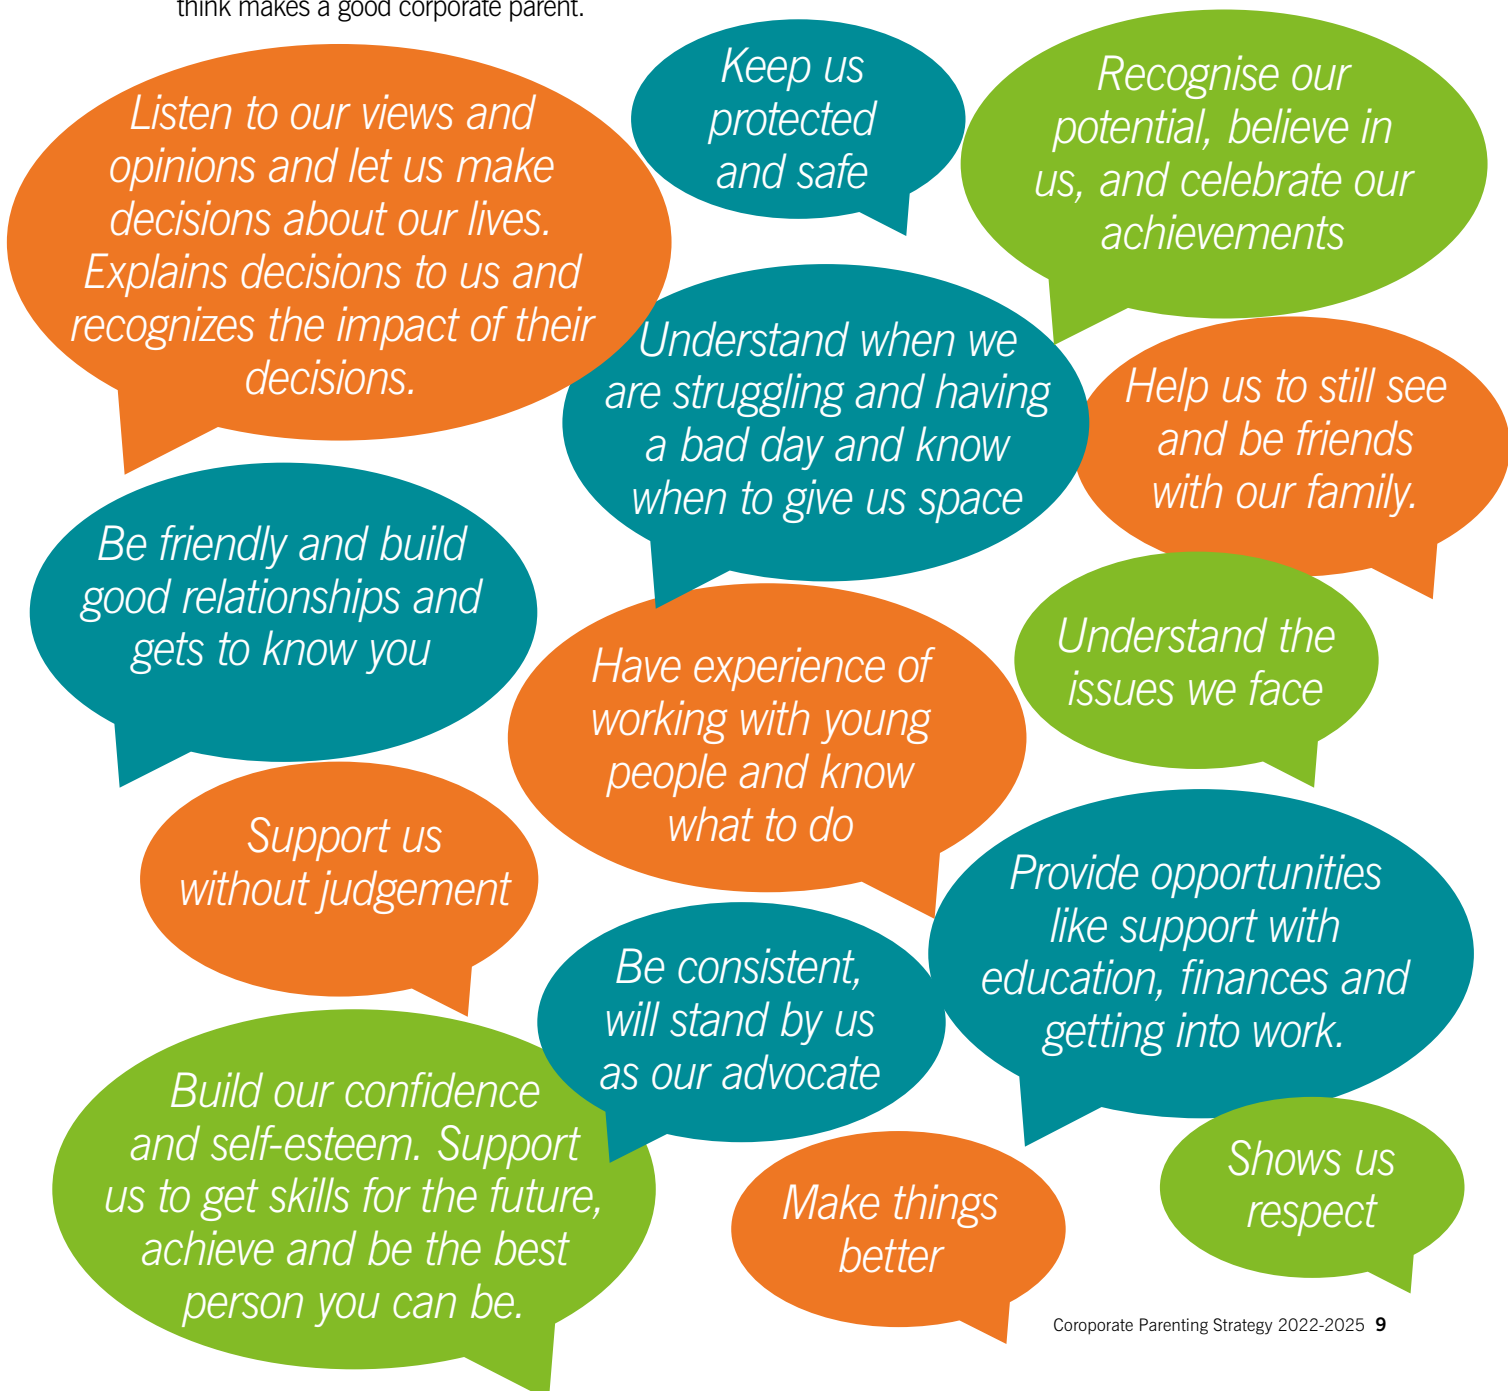 think makes a good corporate parent.
Listen to our views and
opinions and let us make
decisions about our lives.
Explains decisions to us and
recognizes the impact of their
decisions.
Keep us
protected
and safe
Recognise our
potential, believe in
us, and celebrate our
achievements
Understand when we
are struggling and having
a bad day and know
when to give us space
Help us to still see
and be friends
with our family.
Be friendly and build
good relationships and
gets to know you
Have experience of
working with young
people and know
what to do
Understand the
issues we face
Support us
without judgement
Be consistent,
will stand by us
as our advocate
Provide opportunities
like support with
education, finances and
getting into work.
Build our confidence
and self-esteem. Support
us to get skills for the future,
achieve and be the best
person you can be.
Make things
better
Shows us
respect
Coroporate Parenting Strategy 2022-2025 9